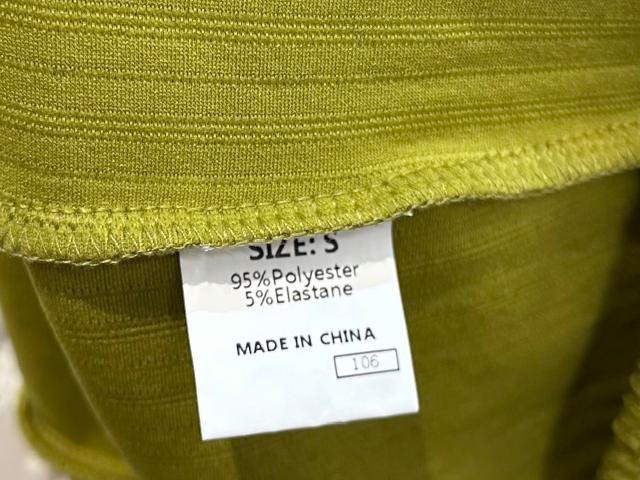 SIZE: S
95%Polyester
5%Elastane
MADE IN CHINA
106